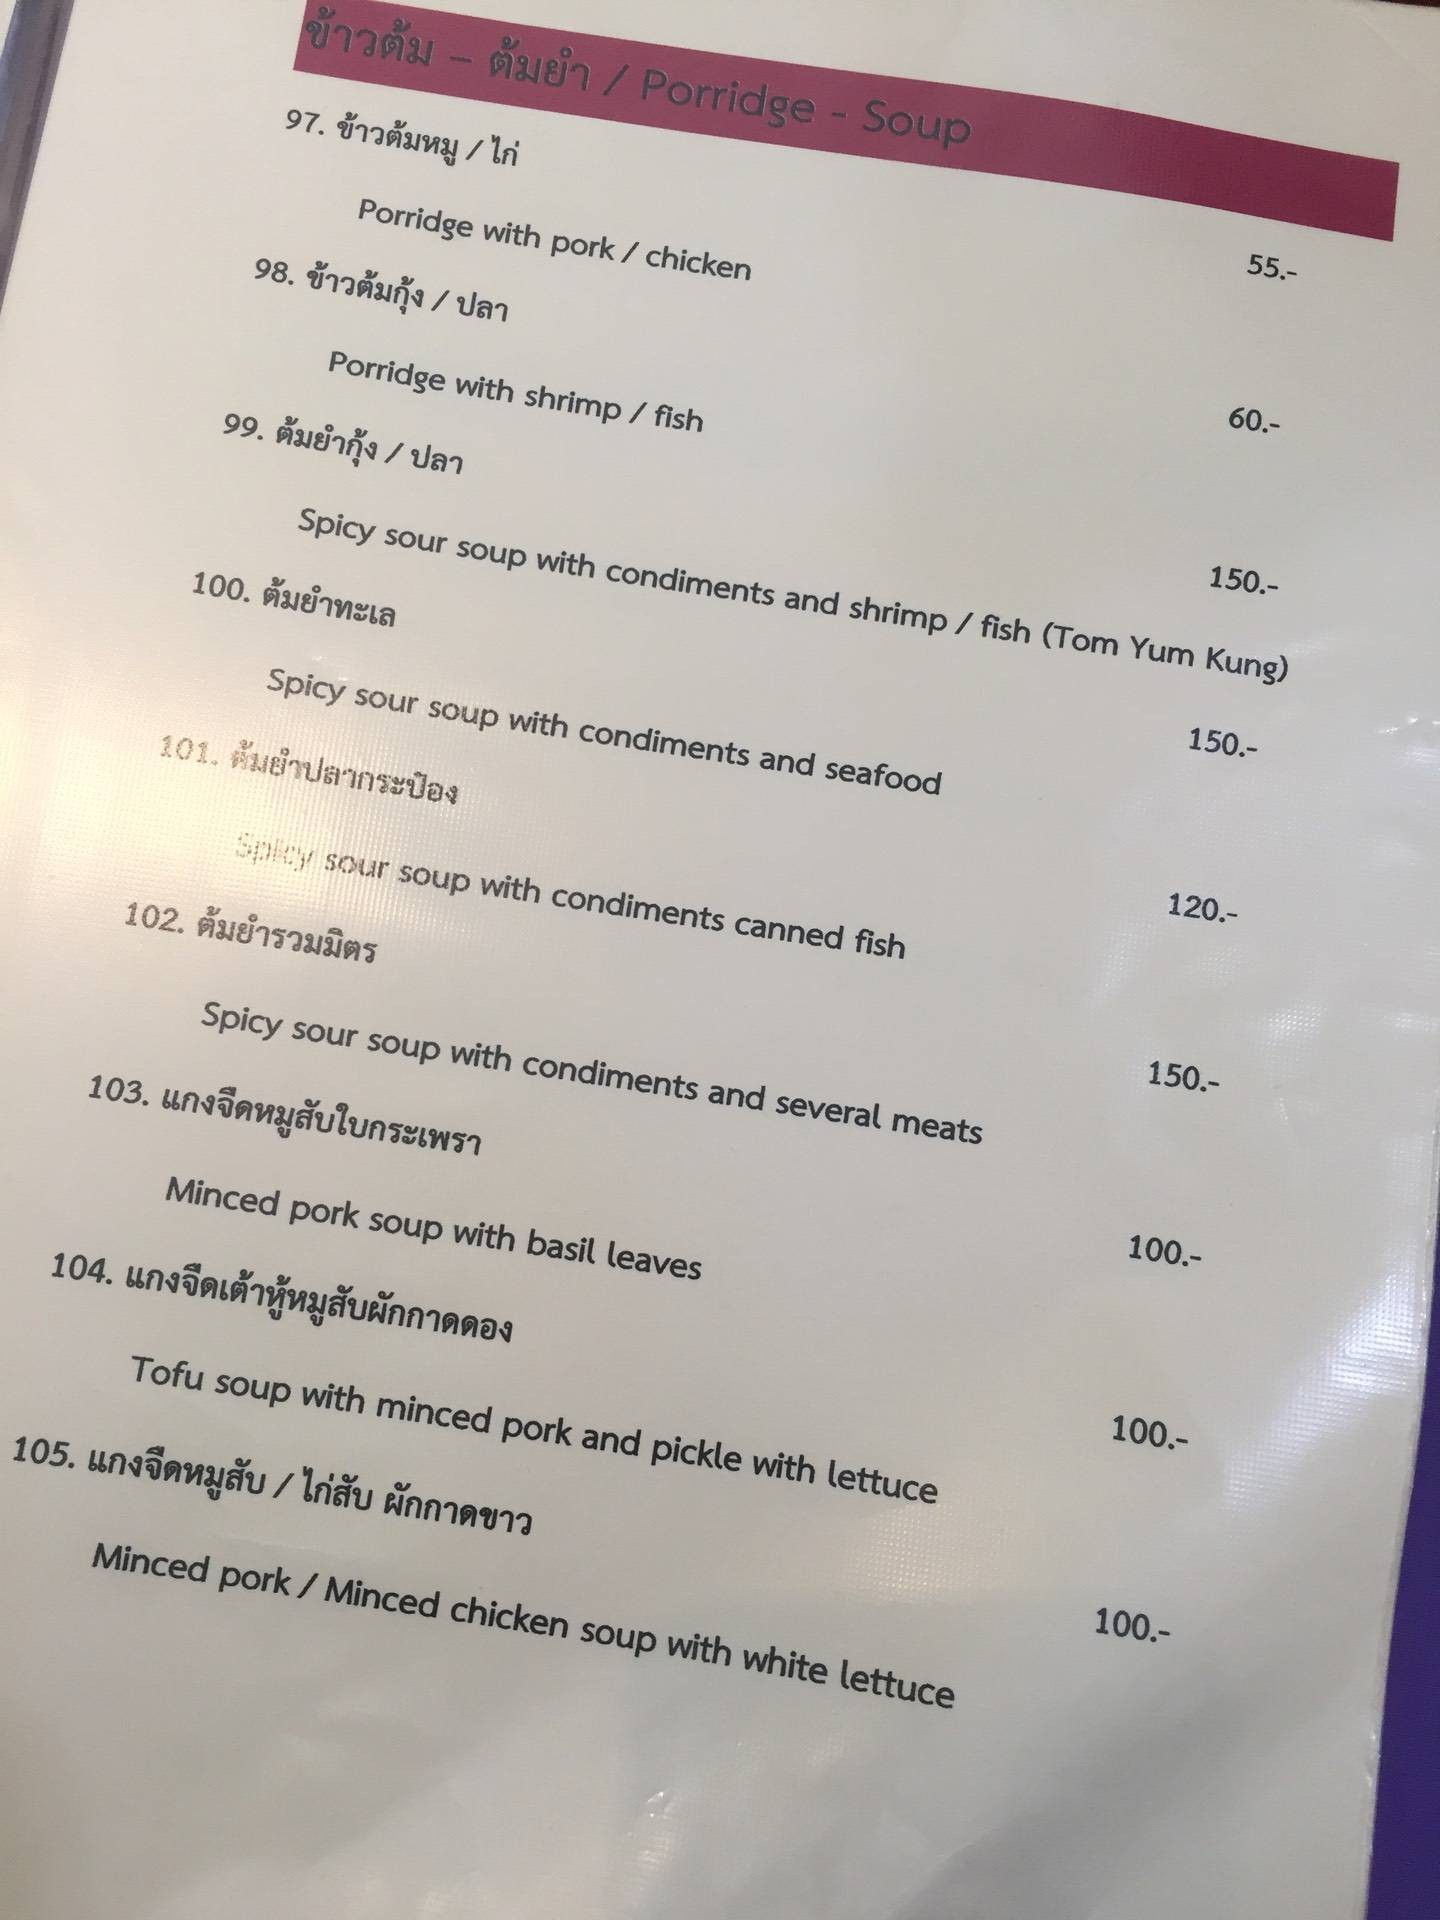 ข้าวต้ม – ต้มยำ / Porridge - Soup
97. ข้าวต้มหมู / ไก่
Porridge with pork / chicken 55.-
98. ข้าวต้มกุ้ง / ปลา
Porridge with shrimp / fish 60.-
99. ต้มยำกุ้ง / ปลา
Spicy sour soup with condiments and shrimp / fish (Tom Yum Kung) 150.-
100. ต้มยำทะเล
Spicy sour soup with condiments and seafood 150.-
101. ต้มยำปลากระป๋อง
Spicy sour soup with condiments canned fish 120.-
102. ต้มยำรวมมิตร
Spicy sour soup with condiments and several meats 150.-
103. แกงจืดหมูสับใบกระเพรา
Minced pork soup with basil leaves 100.-
104. แกงจืดเต้าหู้หมูสับผักกาดดอง
Tofu soup with minced pork and pickle with lettuce 100.-
105. แกงจืดหมูสับ / ไก่สับ ผักกาดขาว
Minced pork / Minced chicken soup with white lettuce 100.-